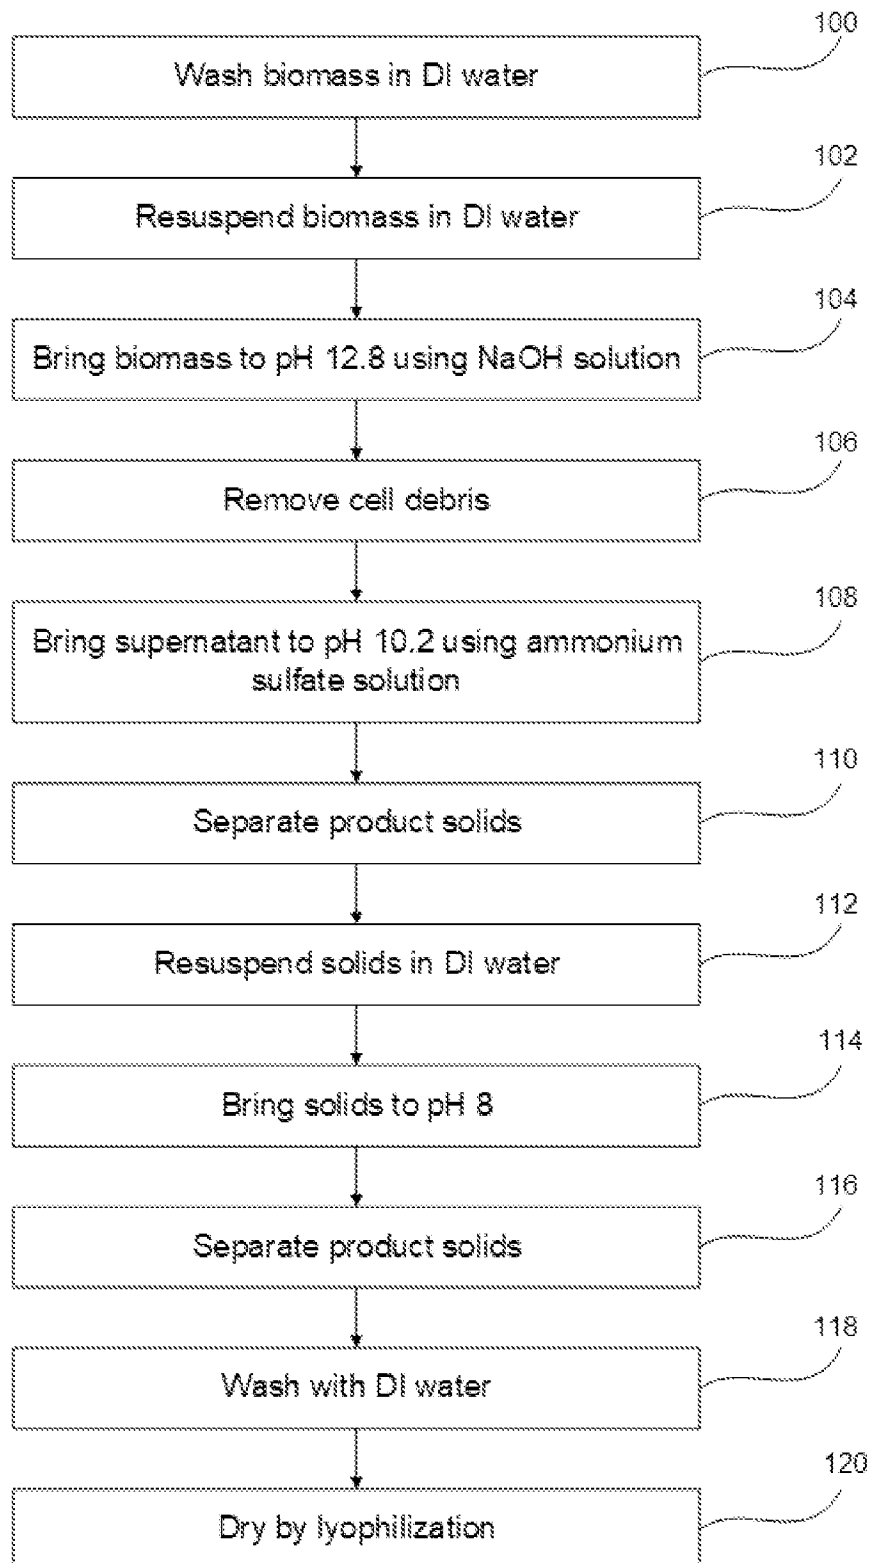 100
Wash biomass in DI water
102
Resuspend biomass in DI water
104
Bring biomass to pH 12.8 using NaOH solution
106
Remove cell debris
108
Bring supernatant to pH 10.2 using ammonium
sulfate solution
110
Separate product solids
112
Resuspend solids in DI water
114
Bring solids to pH 8
116
Separate product solids
118
Wash with DI water
120
Dry by lyophilization